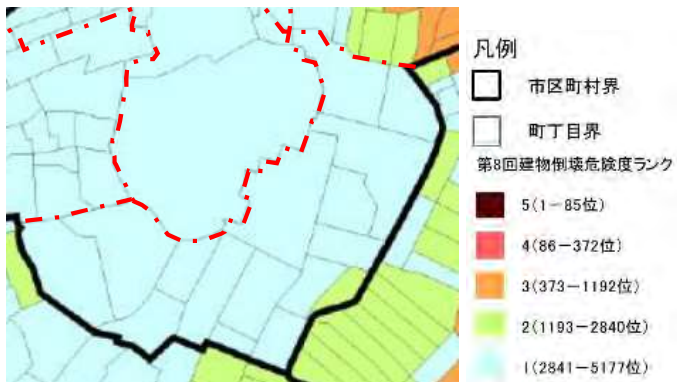 凡例
市区町村界
町丁目界
第8回建物倒壊危険度ランク
5(1－85位)
4(86－372位)
3(373－1192位)
2(1193－2840位)
1(2841－5177位)